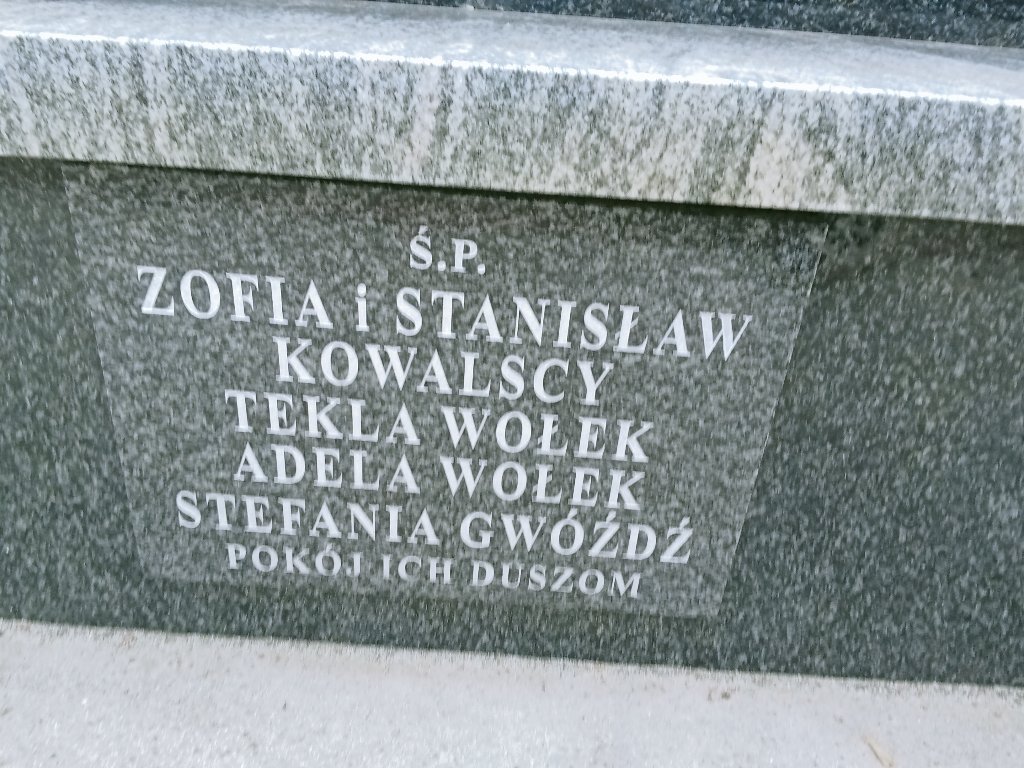 Ś.P.
ZOFIA i STANISŁAW
KOWALSCY
TEKLA WOŁEK
ADELA WOŁEK
STEFANIA GWÓŹDŹ
POKÓJ ICH DUSZOM